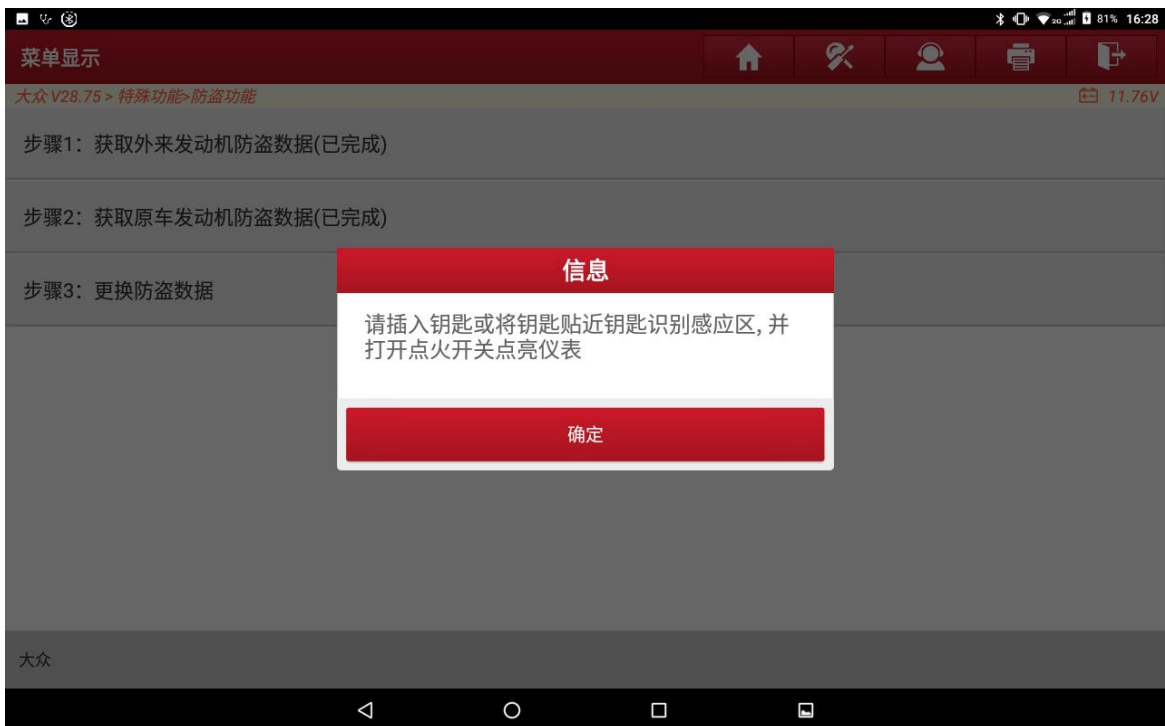 2G 81% 16:28
菜单显示
大众 V28.75 > 特殊功能>防盗功能 11.76V
步骤1：获取外来发动机防盗数据(已完成)
步骤2：获取原车发动机防盗数据(已完成)
步骤3：更换防盗数据
信息
请插入钥匙或将钥匙贴近钥匙识别感应区, 并
打开点火开关点亮仪表
确定
大众